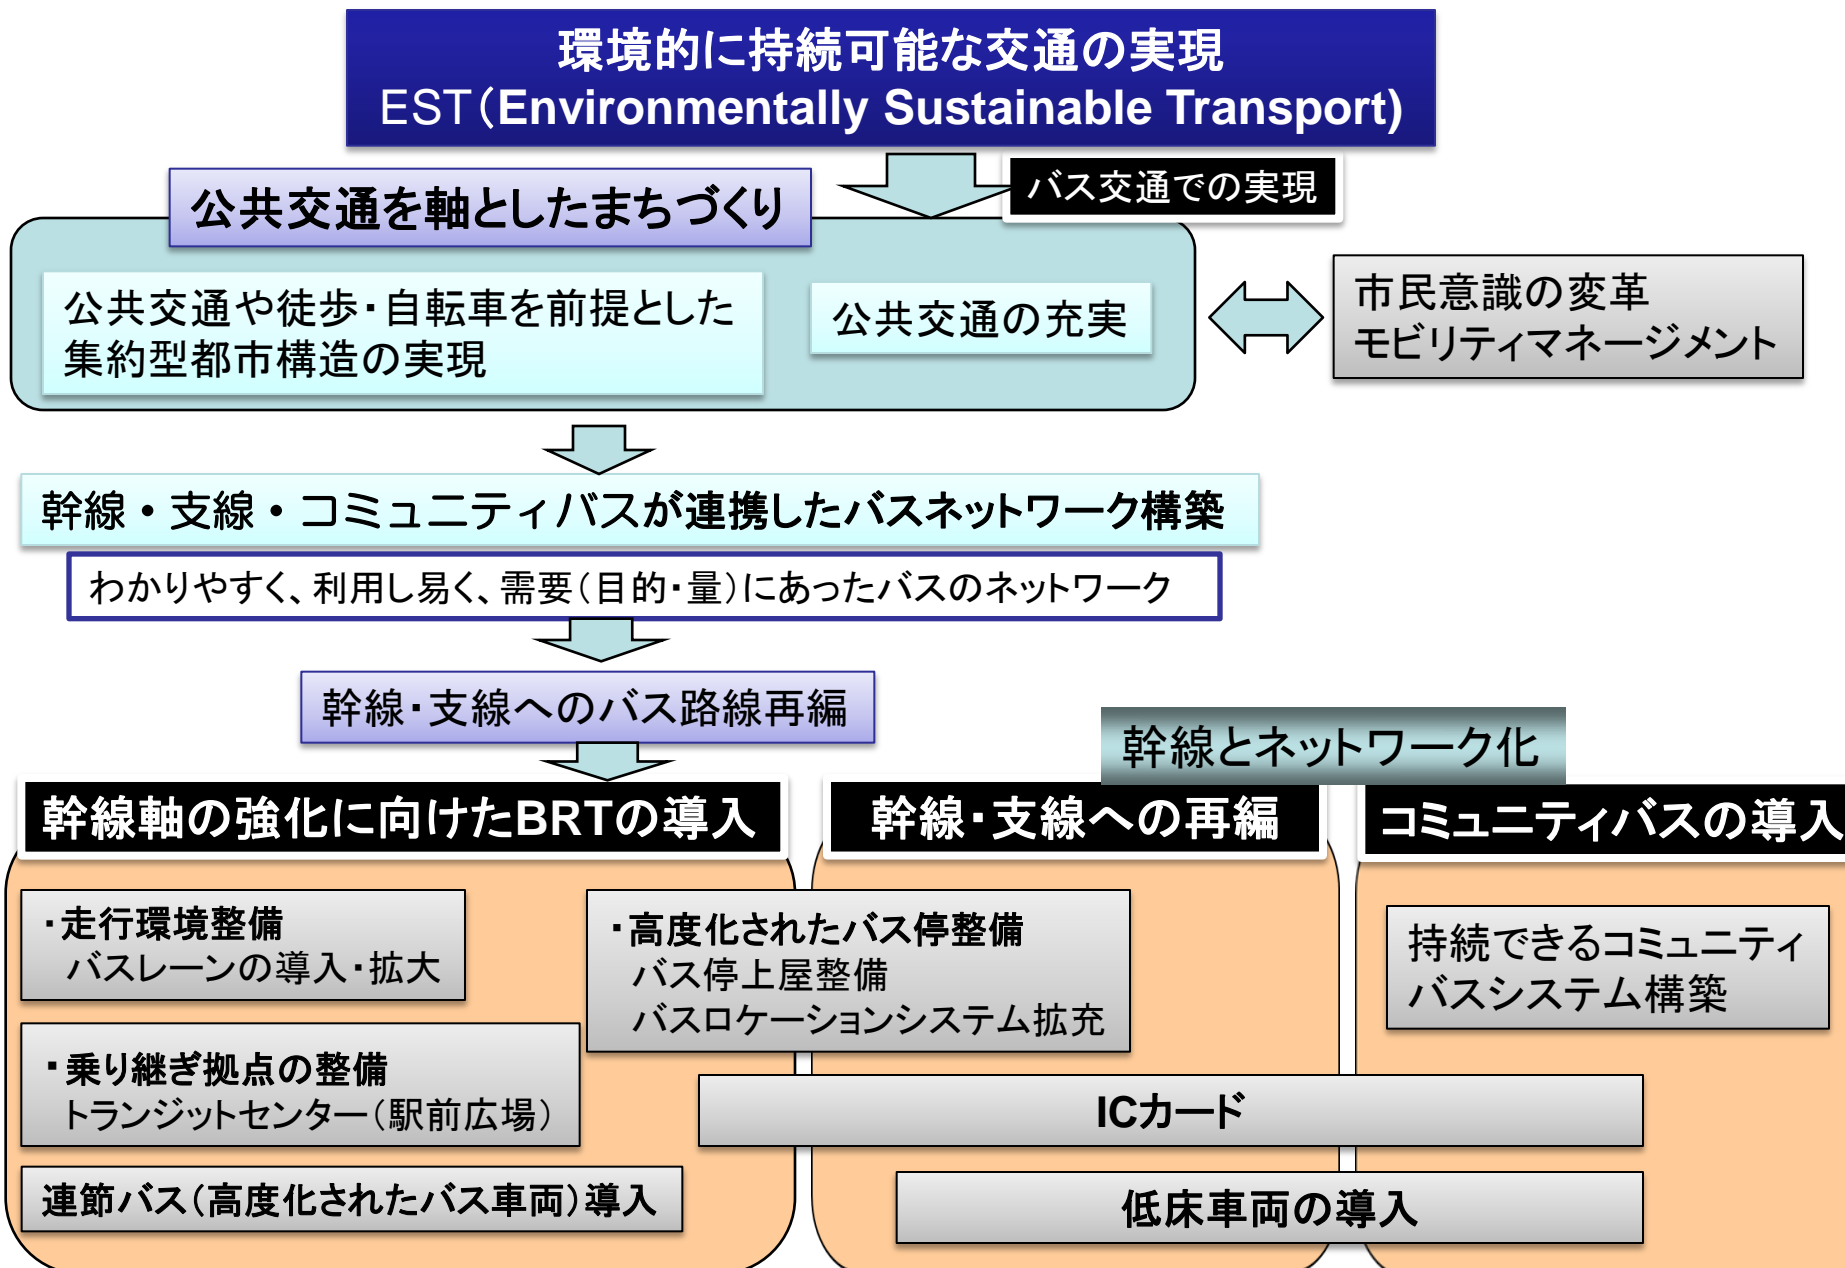 環境的に持続可能な交通の実現
EST(Environmentally Sustainable Transport)
バス交通での実現
公共交通を軸としたまちづくり
公共交通や徒歩・自転車を前提とした
集約型都市構造の実現
公共交通の充実
市民意識の変革
モビリティマネージジメント
幹線・支線・コミュニティバスが連携したバスネットワーク構築
わかりやすく、利用し易く、需要(目的・量)にあったバスのネットワーク
幹線・支線へのバス路線再編
幹線とネットワーク化
幹線軸の強化に向けたBRTの導入
幹線・支線への再編
コミュニティバスの導入
・走行環境整備
バスレーンの導入・拡大
・乗り継ぎ拠点の整備
トランジットセンター(駅前広場)
連節バス(高度化されたバス車両)導入
・高度化されたバス停整備
バス停上屋整備
バスロケーションシステム拡充
持続できるコミュニティ
バスシステム構築
ICカード
低床車両の導入